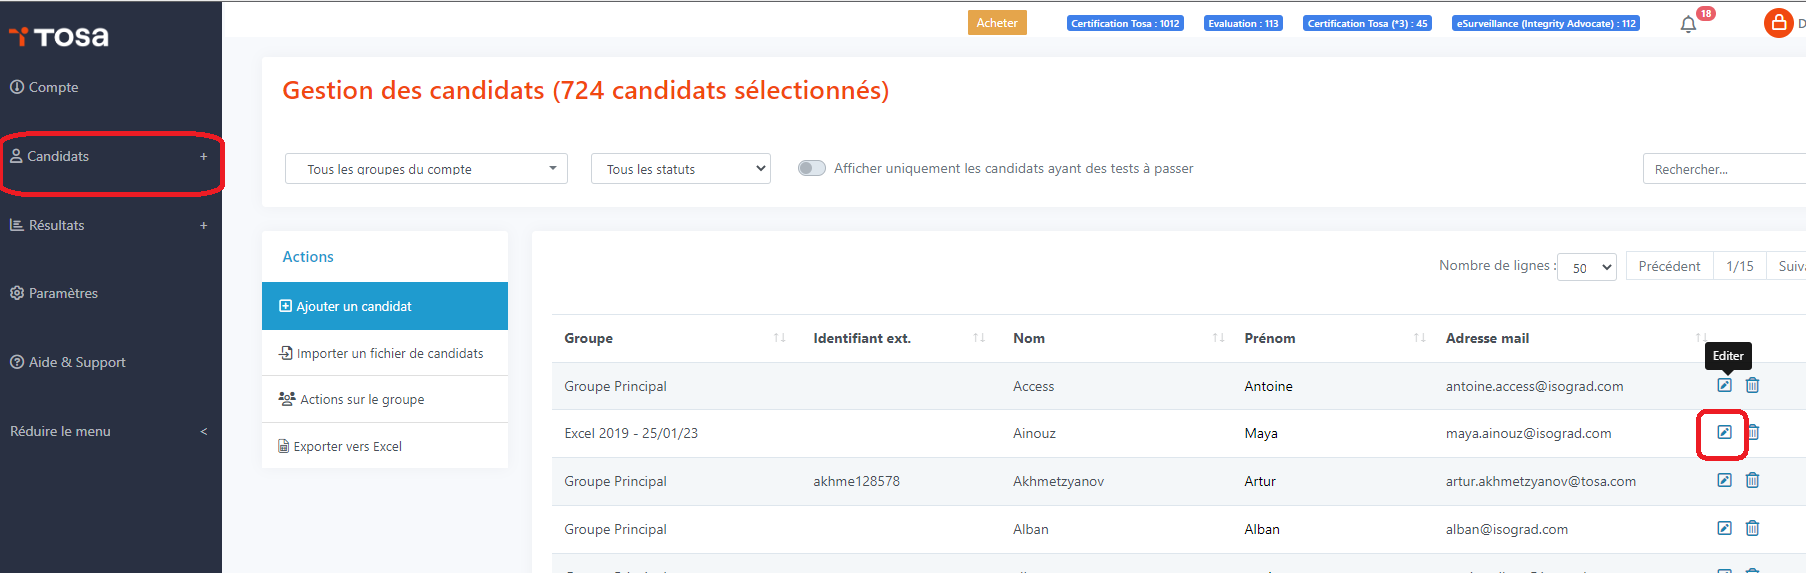 Acheter
Certification Tosa : 1012
Evaluation : 113
Certification Tosa (*3) : 45
eSurveillance (Integrity Advocate) : 112
18
D
TOSA
Compte
Candidats +
Résultats +
Paramètres
Aide & Support
Réduire le menu <
Gestion des candidats (724 candidats sélectionnés)
Tous les groupes du compte
Tous les statuts
Afficher uniquement les candidats ayant des tests à passer
Rechercher...
Actions
Ajouter un candidat
Importer un fichier de candidats
Actions sur le groupe
Exporter vers Excel
Nombre de lignes : 50 Précédent 1/15 Suiva
Groupe Identifiant ext. Nom Prénom Adresse mail
Editer
Groupe Principal Access Antoine antoine.access@isograd.com
Excel 2019 - 25/01/23 Ainouz Maya maya.ainouz@isograd.com
Groupe Principal akhme128578 Akhmetzyanov Artur artur.akhmetzyanov@tosa.com
Groupe Principal Alban Alban alban@isograd.com